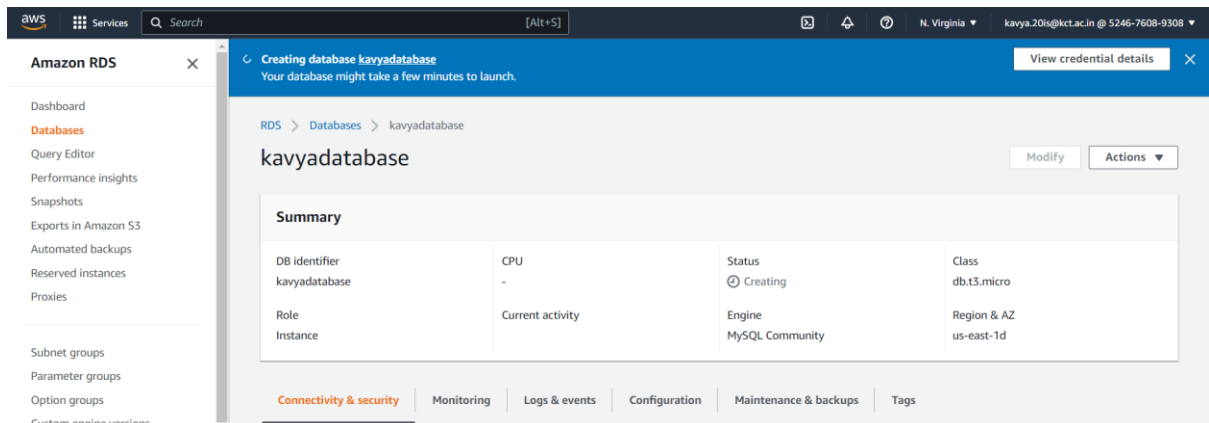 aws Services Search [Alt+S] N. Virginia ▼ kavya.20is@kct.ac.in @ 5246-7608-9308 ▼
Amazon RDS
Dashboard
Databases
Query Editor
Performance insights
Snapshots
Exports in Amazon S3
Automated backups
Reserved instances
Proxies
Subnet groups
Parameter groups
Option groups
Custom engine versions
Creating database kavyadatabase
Your database might take a few minutes to launch.
View credential details
RDS > Databases > kavyadatabase
kavyadatabase
Modify Actions ▼
Summary
DB identifier
kavyadatabase
CPU
-
Status
Creating
Class
db.t3.micro
Role
Instance
Current activity
Engine
MySQL Community
Region & AZ
us-east-1d
Connectivity & security Monitoring Logs & events Configuration Maintenance & backups Tags